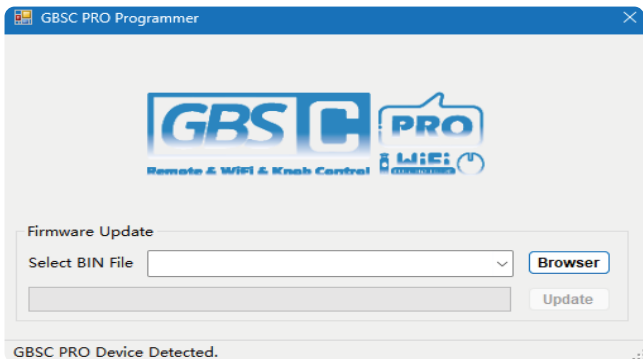 GBSC PRO Programmer
GBS C PRO
Remote & WiFi & Knob Control WiFi
Firmware Update
Select BIN File Browser
Update
GBSC PRO Device Detected.